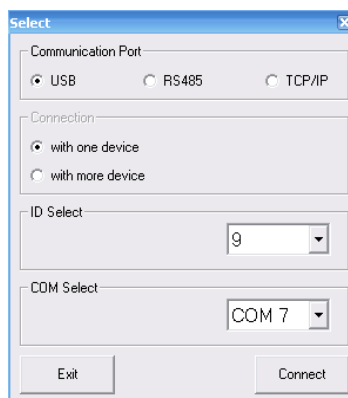 Select
Communication Port
USB RS485 TCP/IP
Connection
with one device
with more device
ID Select
9
COM Select
COM 7
Exit Connect